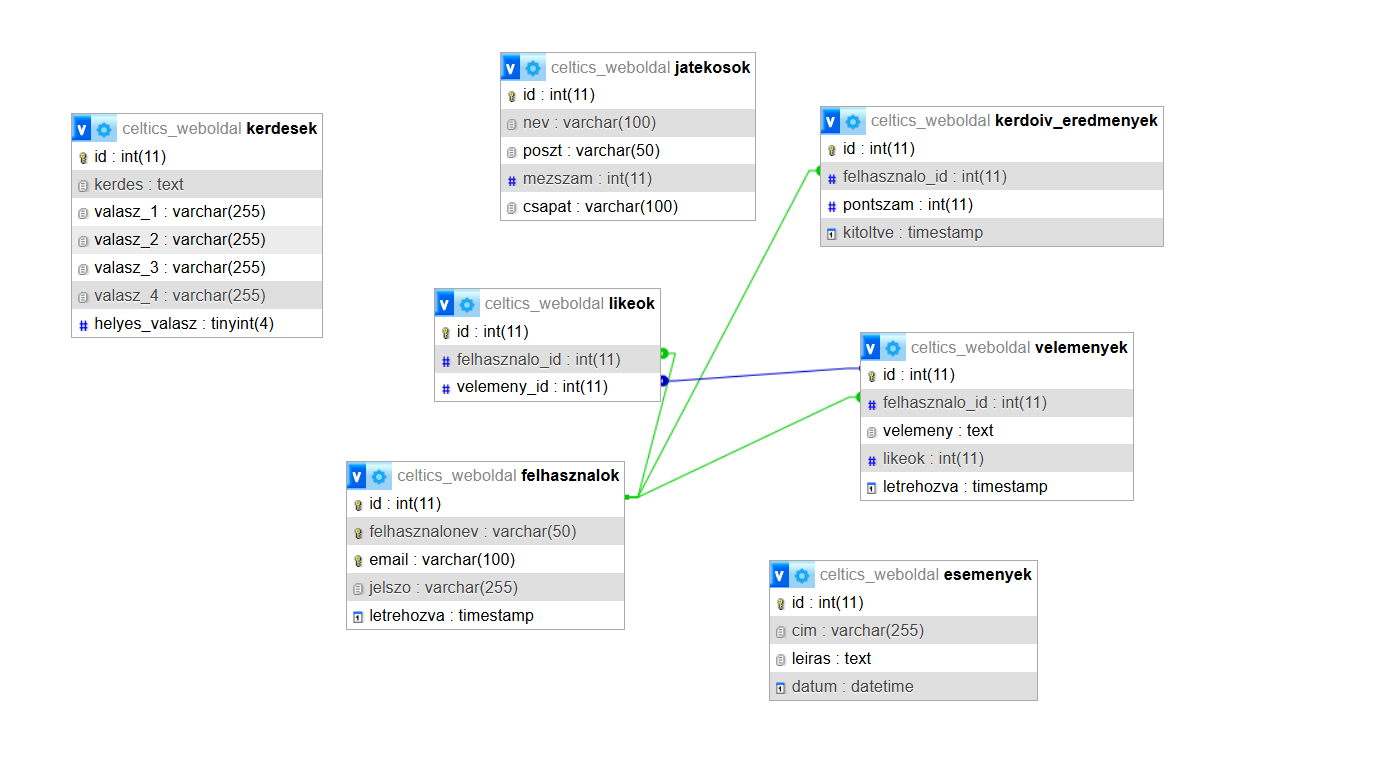 celtics_weboldal kerdesek
id : int(11)
kerdes : text
valasz_1 : varchar(255)
valasz_2 : varchar(255)
valasz_3 : varchar(255)
valasz_4 : varchar(255)
helyes_valasz : tinyint(4)
celtics_weboldal jatekosok
id : int(11)
nev : varchar(100)
poszt : varchar(50)
mezszam : int(11)
csapat : varchar(100)
celtics_weboldal kerdoiv_eredmenyek
id : int(11)
felhasznalo_id : int(11)
pontszam : int(11)
kitoltve : timestamp
celtics_weboldal likeok
id : int(11)
felhasznalo_id : int(11)
velemeny_id : int(11)
celtics_weboldal velemenyek
id : int(11)
felhasznalo_id : int(11)
velemeny : text
likeok : int(11)
letrehozva : timestamp
celtics_weboldal felhasznalok
id : int(11)
felhasznalonev : varchar(50)
email : varchar(100)
jelszo : varchar(255)
letrehozva : timestamp
celtics_weboldal esemenyek
id : int(11)
cim : varchar(255)
leiras : text
datum : datetime